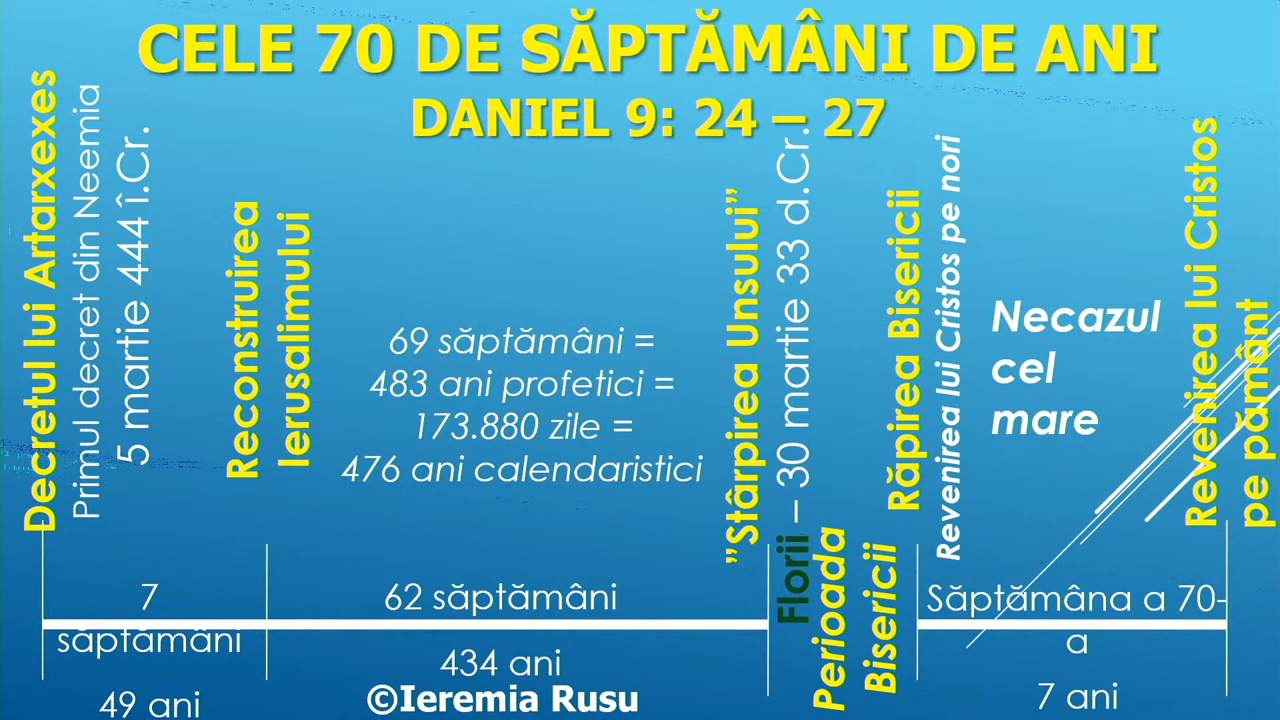 CELE 70 DE SĂPTĂMÂNI DE ANI
DANIEL 9: 24 – 27
Decretul lui Artarxexes
Primul decret din Neemia
5 martie 444 î.Cr.
Reconstruirea
Ierusalimului
69 săptămâni =
483 ani profetici =
173.880 zile =
476 ani calendaristici
”Stârpirea Unsului”
Florii – 30 martie 33 d.Cr.
Perioada
Bisericii
Răpirea Bisericii
Revenirea lui Cristos pe nori
Necazul
cel
mare
Revenirea lui Cristos
pe pământ
7
săptămâni
49 ani
62 săptămâni
434 ani
Săptămâna a 70-
a
7 ani
©Ieremia Rusu